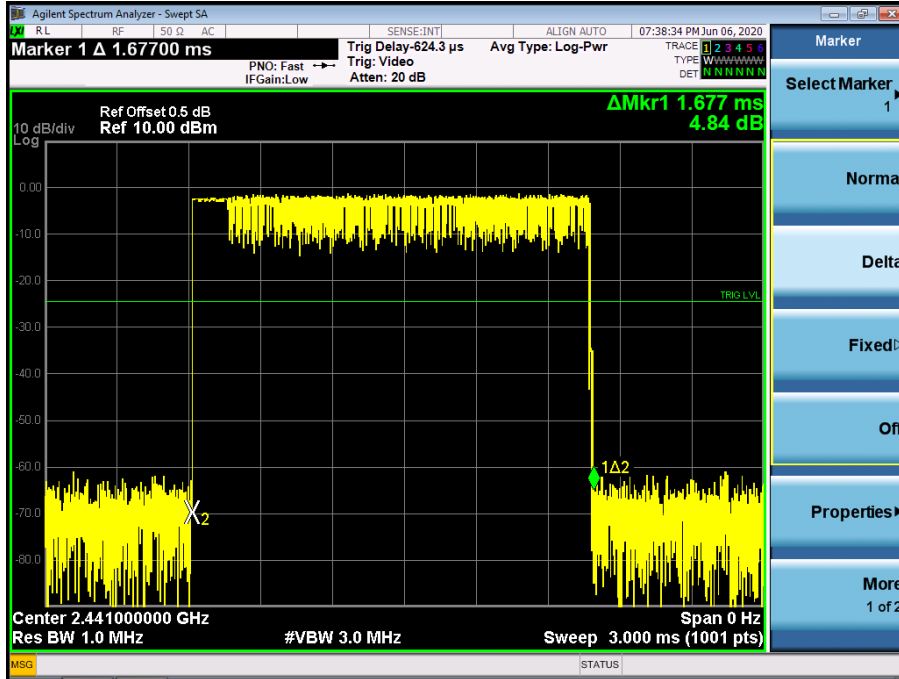 Agilent Spectrum Analyzer - Swept SA
LXI RL RF 50 Ω AC SENSE:INT ALIGN AUTO 07:38:34 PM Jun 06, 2020
Marker 1 Δ 1.67700 ms
Trig Delay-624.3 µs Avg Type: Log-Pwr TRACE 1 2 3 4 5 6
PNO: Fast Trig: Video TYPE WWWWWW
IFGain:Low Atten: 20 dB DET N N N N N N
ΔMkr1 1.677 ms
4.84 dB
Ref Offset 0.5 dB
10 dB/div Ref 10.00 dBm
Log
0.00
-10.0
-20.0
TRIG LVL
-30.0
-40.0
-50.0
-60.0
1Δ2
-70.0
X2
-80.0
Center 2.441000000 GHz Span 0 Hz
Res BW 1.0 MHz #VBW 3.0 MHz Sweep 3.000 ms (1001 pts)
MSG STATUS
Marker
Select Marker
1
Norma
Delta
Fixed
Off
Properties
More
1 of 2